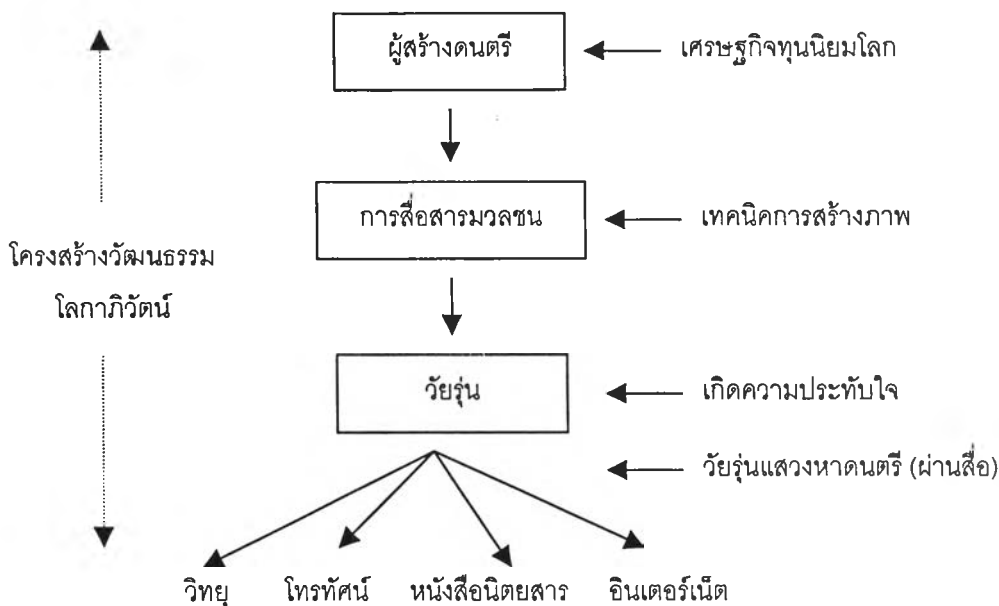 ผู้สร้างดนตรี
เศรษฐกิจทุนนิยมโลก
การสื่อสารมวลชน
เทคนิคการสร้างภาพ
โครงสร้างวัฒนธรรม
โลกาภิวัตน์
วัยรุ่น
เกิดความประทับใจ
วัยรุ่นแสวงหาดนตรี (ผ่านสื่อ)
วิทยุ โทรทัศน์ หนังสือนิตยสาร อินเตอร์เน็ต